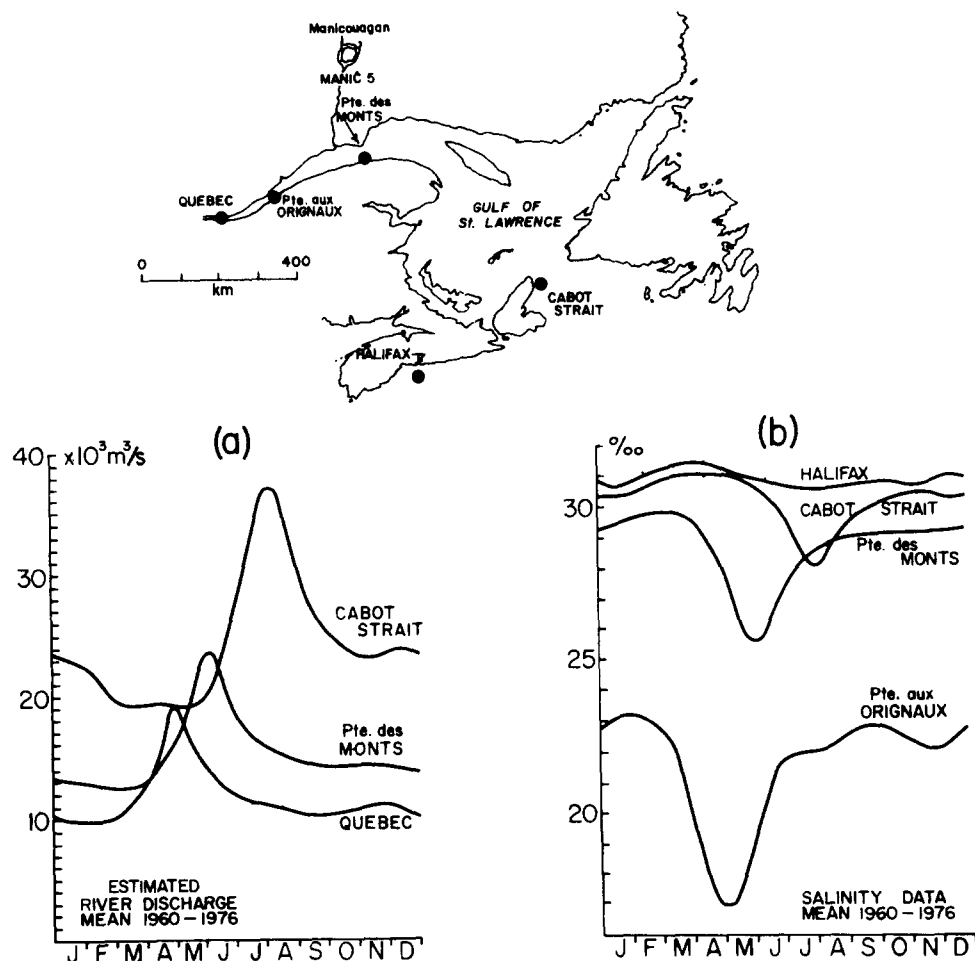 Manicouagan
MANIC 5
Pte. des
MONTS
QUEBEC
Pte. aux
ORIGNAUX
GULF OF
St. LAWRENCE
0 400
km
CABOT
STRAIT
HALIFAX
(a)
40 x10³m³/s
30
20
10
CABOT
STRAIT
Pte. des
MONTS
QUEBEC
ESTIMATED
RIVER DISCHARGE
MEAN 1960-1976
J F M A M J J A S O N D
(b)
‰
30
25
20
HALIFAX
CABOT STRAIT
Pte. des
MONTS
Pte. aux
ORIGNAUX
SALINITY DATA
MEAN 1960-1976
J F M A M J J A S O N D